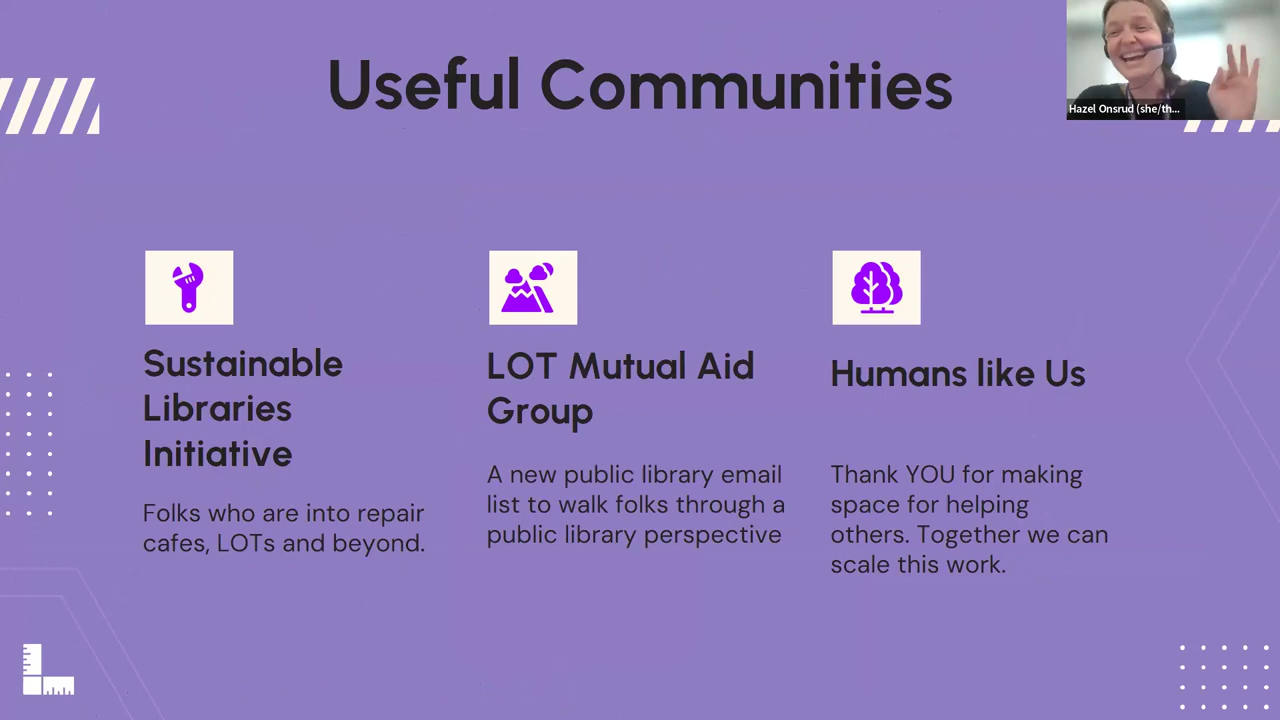 Useful Communities
Hazel Onsrud (she/th...
Sustainable
Libraries
Initiative
Folks who are into repair
cafes, LOTs and beyond.
LOT Mutual Aid
Group
A new public library email
list to walk folks through a
public library perspective
Humans like Us
Thank YOU for making
space for helping
others. Together we can
scale this work.